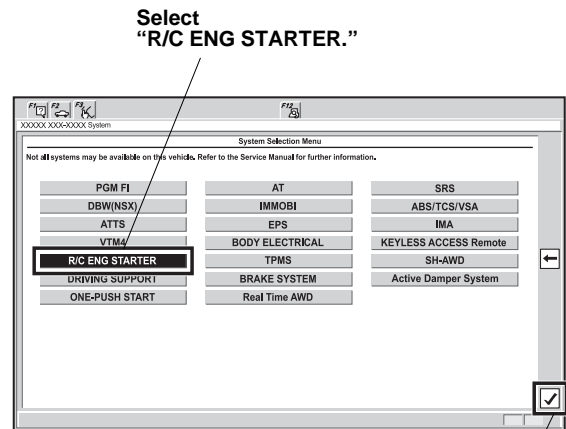 Select
“R/C ENG STARTER.”
F1 F2 F3 F12
XXXXX XXX-XXXX System
System Selection Menu
Not all systems may be available on this vehicle. Refer to the Service Manual for further information.
PGM FI AT SRS
DBW(NSX) IMMOBI ABS/TCS/VSA
ATTS EPS IMA
VTM4 BODY ELECTRICAL KEYLESS ACCESS Remote
R/C ENG STARTER TPMS SH-AWD
DRIVING SUPPORT BRAKE SYSTEM Active Damper System
ONE-PUSH START Real Time AWD